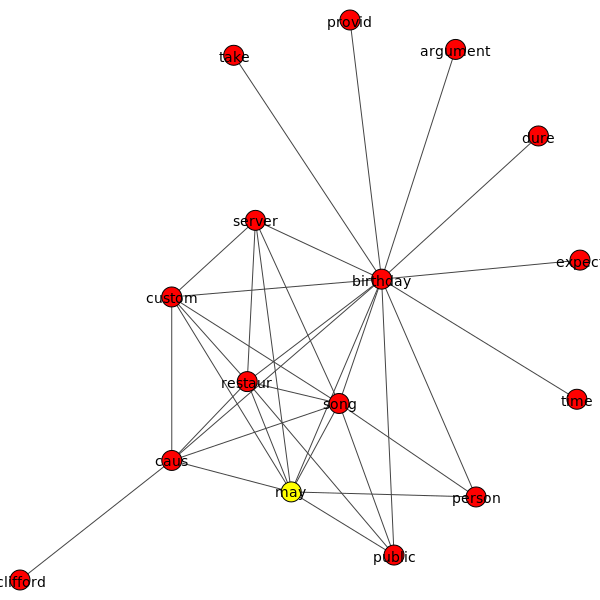 provid
argument
take
dure
server
expect
birthday
custom
restaur
time
song
caus
may
person
public
clifford